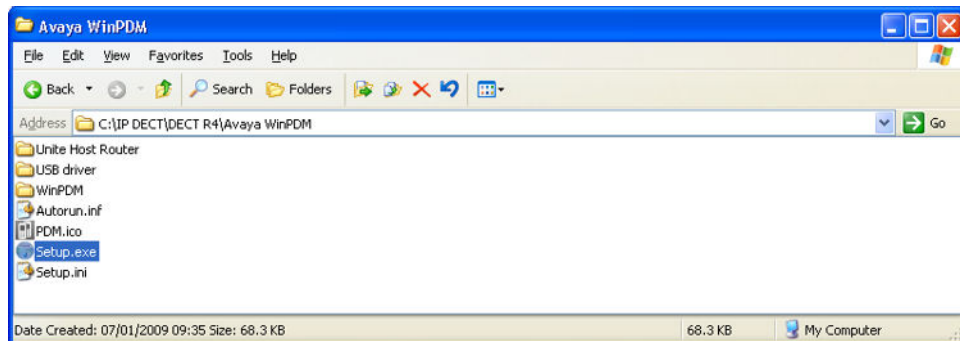 Avaya WinPDM
File Edit View Favorites Tools Help
Back Search Folders
Address C:\IP DECT\DECT R4\Avaya WinPDM Go
Unite Host Router
USB driver
WinPDM
Autorun.inf
PDM.ico
Setup.exe
Setup.ini
Date Created: 07/01/2009 09:35 Size: 68.3 KB 68.3 KB My Computer